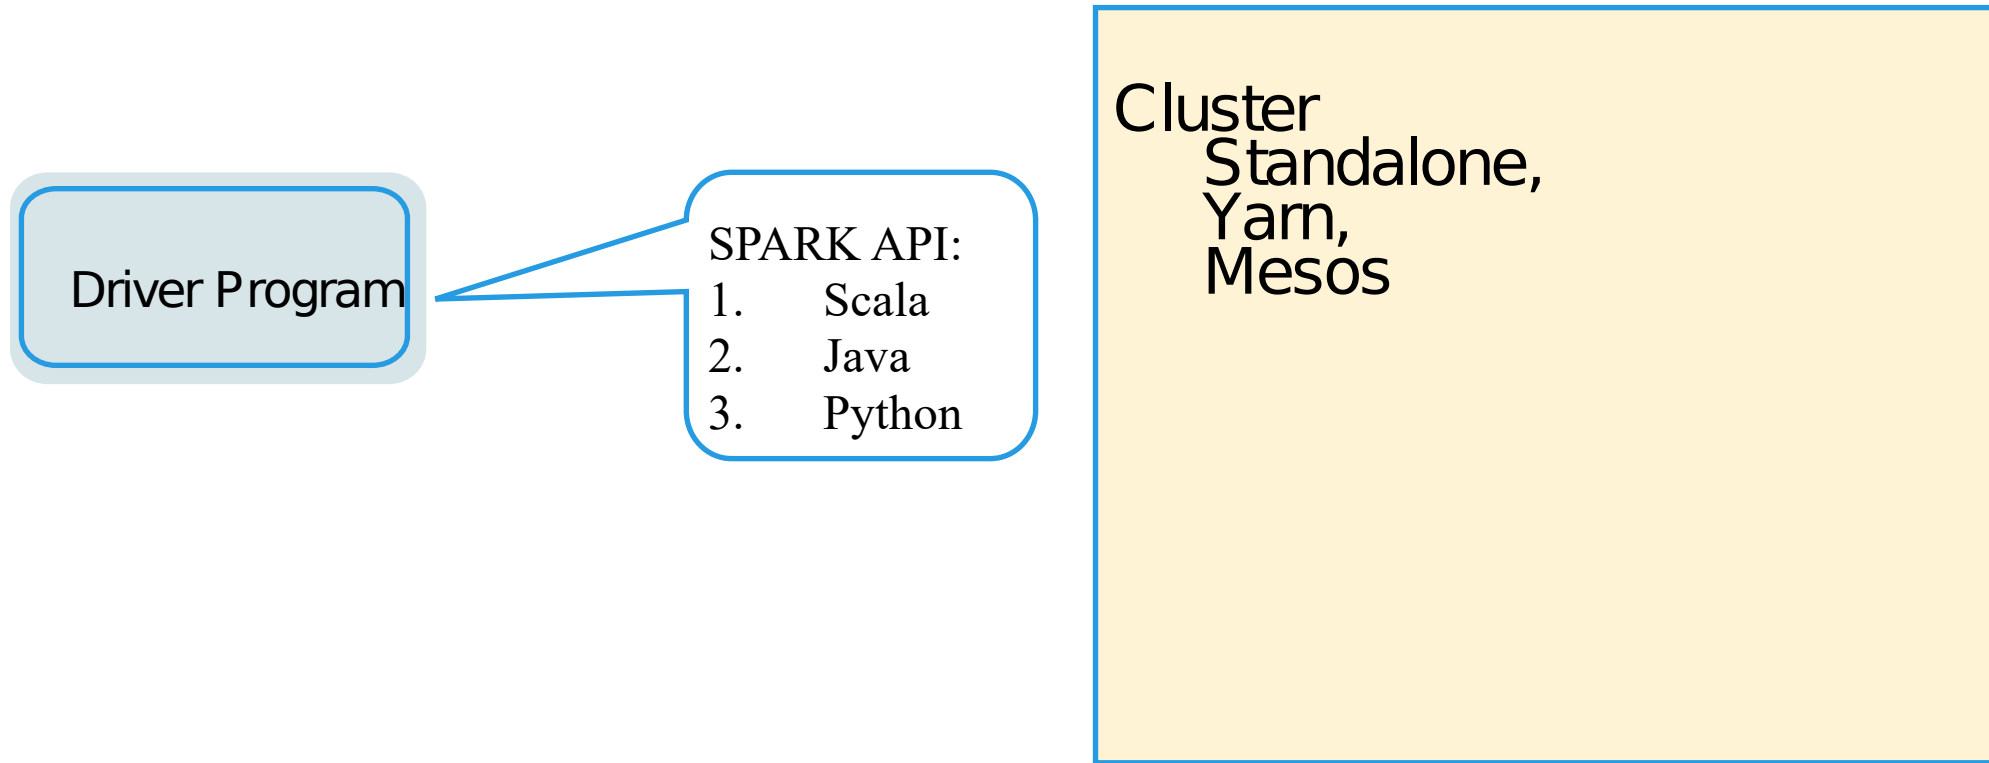 Driver Program
SPARK API:
1. Scala
2. Java
3. Python
Cluster
Standalone,
Yarn,
Mesos